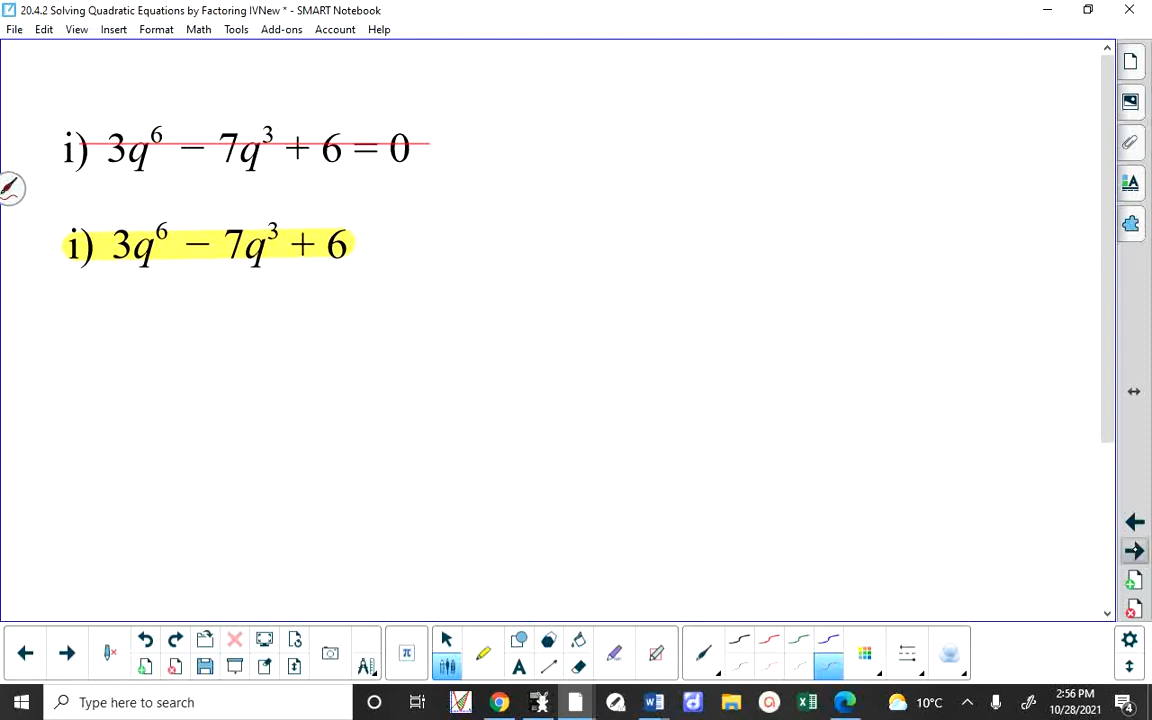 20.4.2 Solving Quadratic Equations by Factoring IVNew * - SMART Notebook
File Edit View Insert Format Math Tools Add-ons Account Help
i) 3q⁶ − 7q³ + 6 = 0
i) 3q⁶ − 7q³ + 6
π
A
Type here to search
10°C
2:56 PM
10/28/2021
4